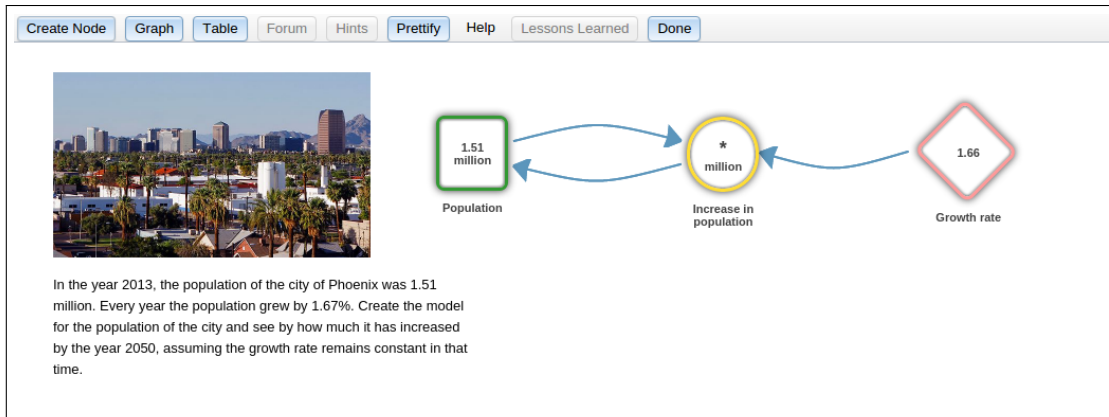 Create Node Graph Table Forum Hints Prettify Help Lessons Learned Done
1.51
million
Population
*
million
Increase in
population
1.66
Growth rate
In the year 2013, the population of the city of Phoenix was 1.51
million. Every year the population grew by 1.67%. Create the model
for the population of the city and see by how much it has increased
by the year 2050, assuming the growth rate remains constant in that
time.